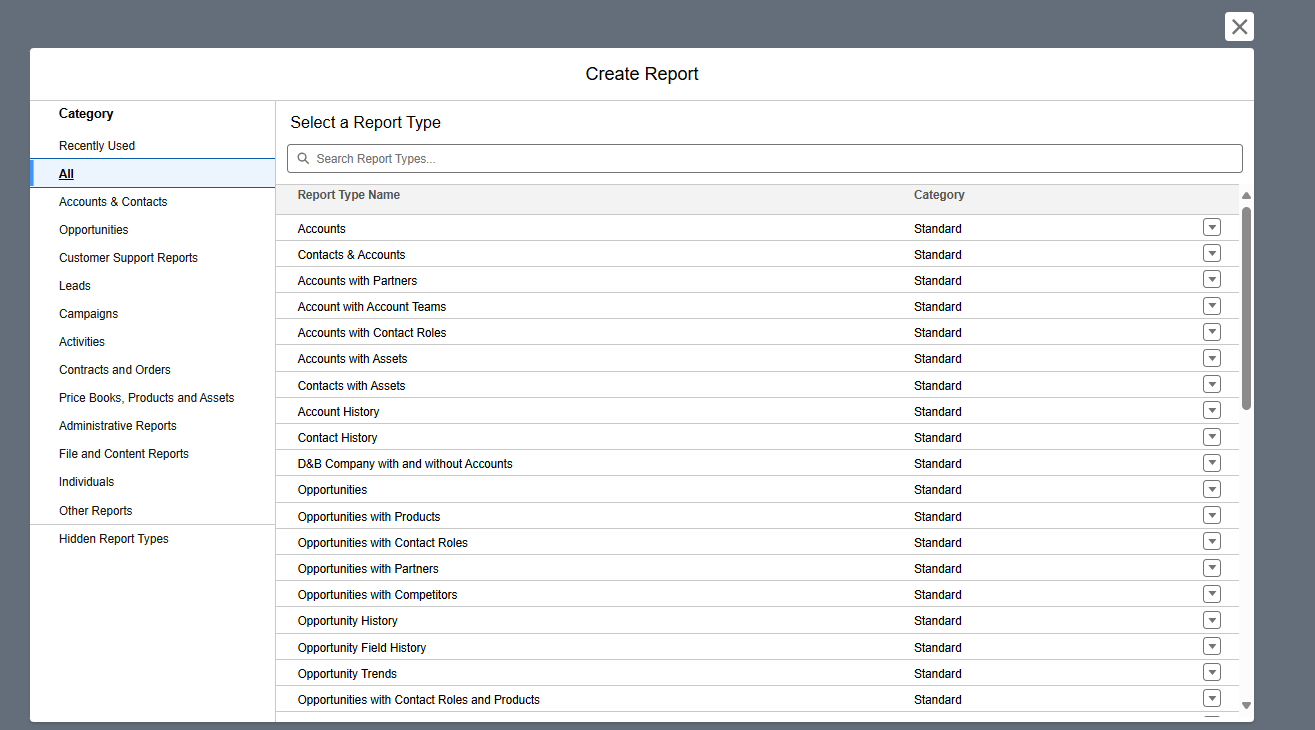 Create Report
Category
Recently Used
All
Accounts & Contacts
Opportunities
Customer Support Reports
Leads
Campaigns
Activities
Contracts and Orders
Price Books, Products and Assets
Administrative Reports
File and Content Reports
Individuals
Other Reports
Hidden Report Types
Select a Report Type
Search Report Types...
Report Type Name Category
Accounts Standard
Contacts & Accounts Standard
Accounts with Partners Standard
Account with Account Teams Standard
Accounts with Contact Roles Standard
Accounts with Assets Standard
Contacts with Assets Standard
Account History Standard
Contact History Standard
D&B Company with and without Accounts Standard
Opportunities Standard
Opportunities with Products Standard
Opportunities with Contact Roles Standard
Opportunities with Partners Standard
Opportunities with Competitors Standard
Opportunity History Standard
Opportunity Field History Standard
Opportunity Trends Standard
Opportunities with Contact Roles and Products Standard